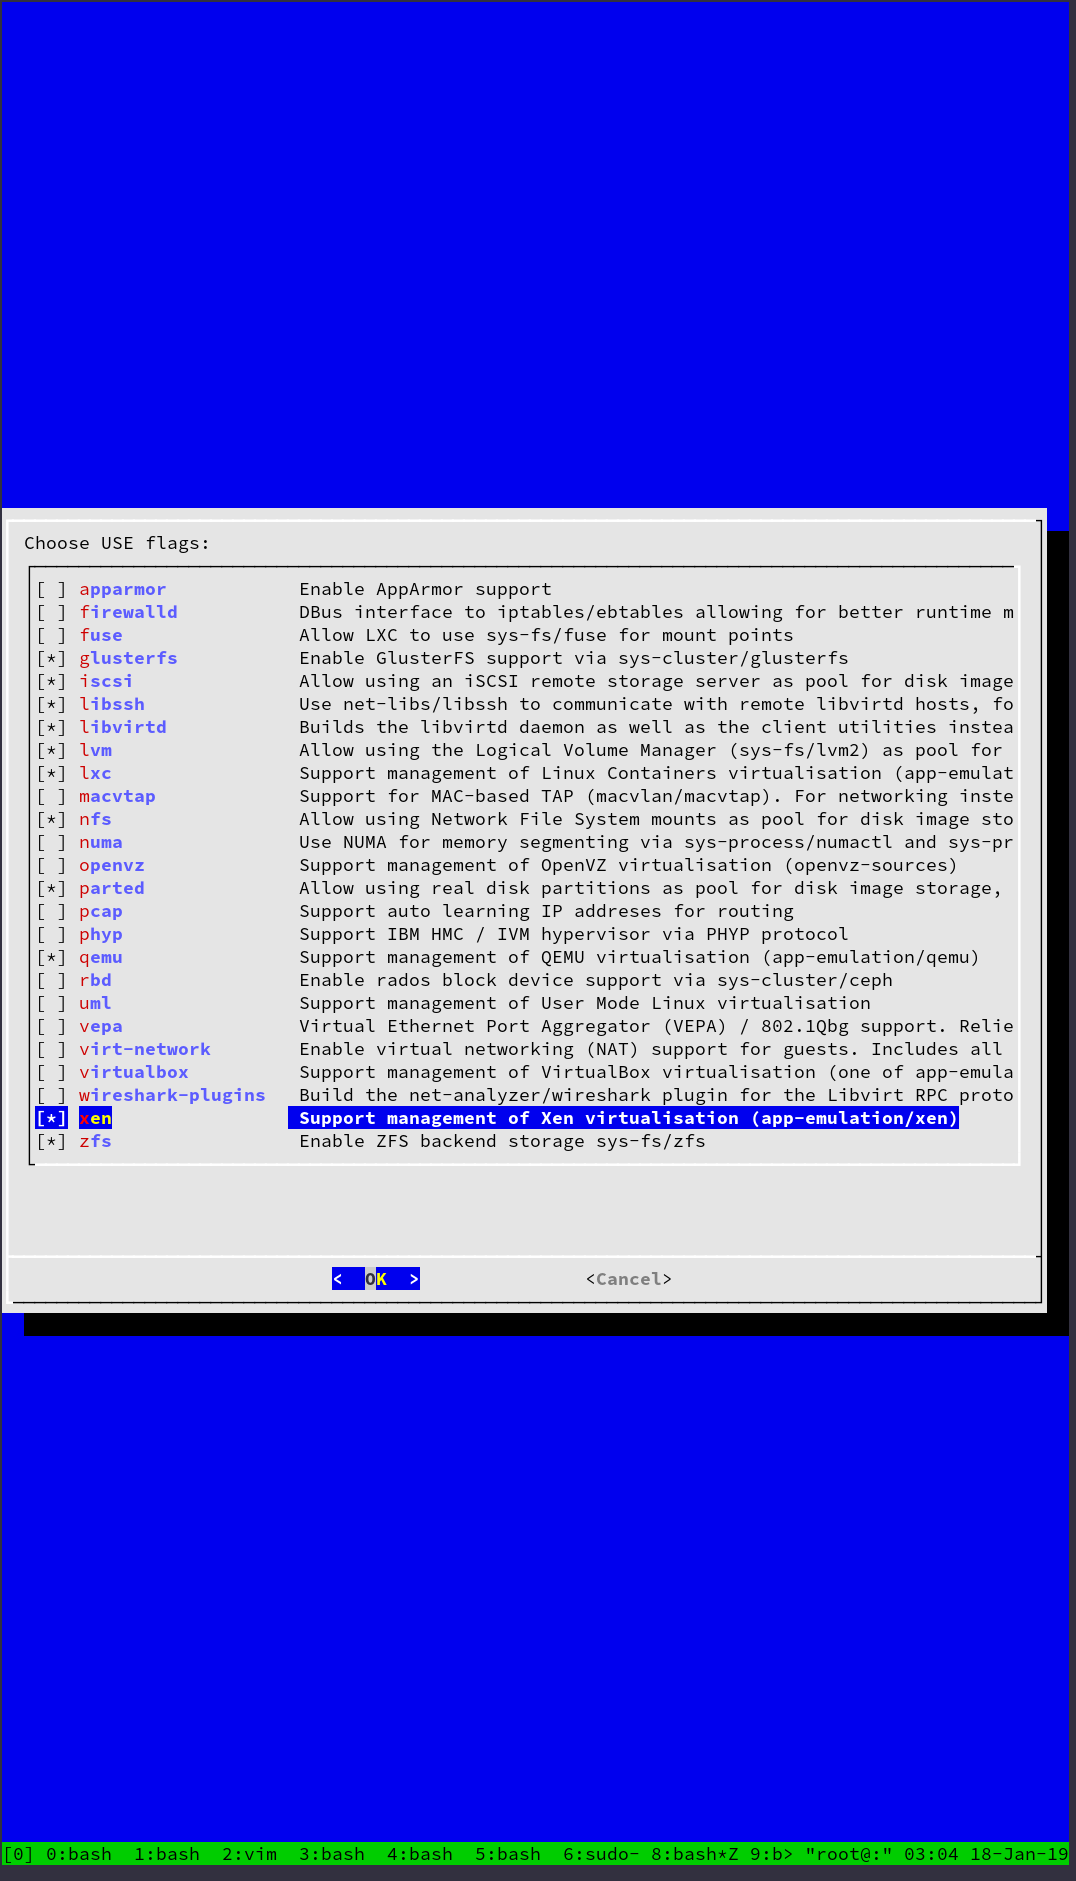 Choose USE flags:
[ ] apparmor Enable AppArmor support
[ ] firewalld DBus interface to iptables/ebtables allowing for better runtime m
[ ] fuse Allow LXC to use sys-fs/fuse for mount points
[*] glusterfs Enable GlusterFS support via sys-cluster/glusterfs
[*] iscsi Allow using an iSCSI remote storage server as pool for disk image
[*] libssh Use net-libs/libssh to communicate with remote libvirtd hosts, fo
[*] libvirtd Builds the libvirtd daemon as well as the client utilities instea
[*] lvm Allow using the Logical Volume Manager (sys-fs/lvm2) as pool for
[*] lxc Support management of Linux Containers virtualisation (app-emulat
[ ] macvtap Support for MAC-based TAP (macvlan/macvtap). For networking inste
[*] nfs Allow using Network File System mounts as pool for disk image sto
[ ] numa Use NUMA for memory segmenting via sys-process/numactl and sys-pr
[ ] openvz Support management of OpenVZ virtualisation (openvz-sources)
[*] parted Allow using real disk partitions as pool for disk image storage,
[ ] pcap Support auto learning IP addreses for routing
[ ] phyp Support IBM HMC / IVM hypervisor via PHYP protocol
[*] qemu Support management of QEMU virtualisation (app-emulation/qemu)
[ ] rbd Enable rados block device support via sys-cluster/ceph
[ ] uml Support management of User Mode Linux virtualisation
[ ] vepa Virtual Ethernet Port Aggregator (VEPA) / 802.1Qbg support. Relie
[ ] virt-network Enable virtual networking (NAT) support for guests. Includes all
[ ] virtualbox Support management of VirtualBox virtualisation (one of app-emula
[ ] wireshark-plugins Build the net-analyzer/wireshark plugin for the Libvirt RPC proto
[*] xen Support management of Xen virtualisation (app-emulation/xen)
[*] zfs Enable ZFS backend storage sys-fs/zfs
<  OK  > <Cancel>
[0] 0:bash  1:bash  2:vim  3:bash  4:bash  5:bash  6:sudo- 8:bash*Z 9:b> "root@:" 03:04 18-Jan-19